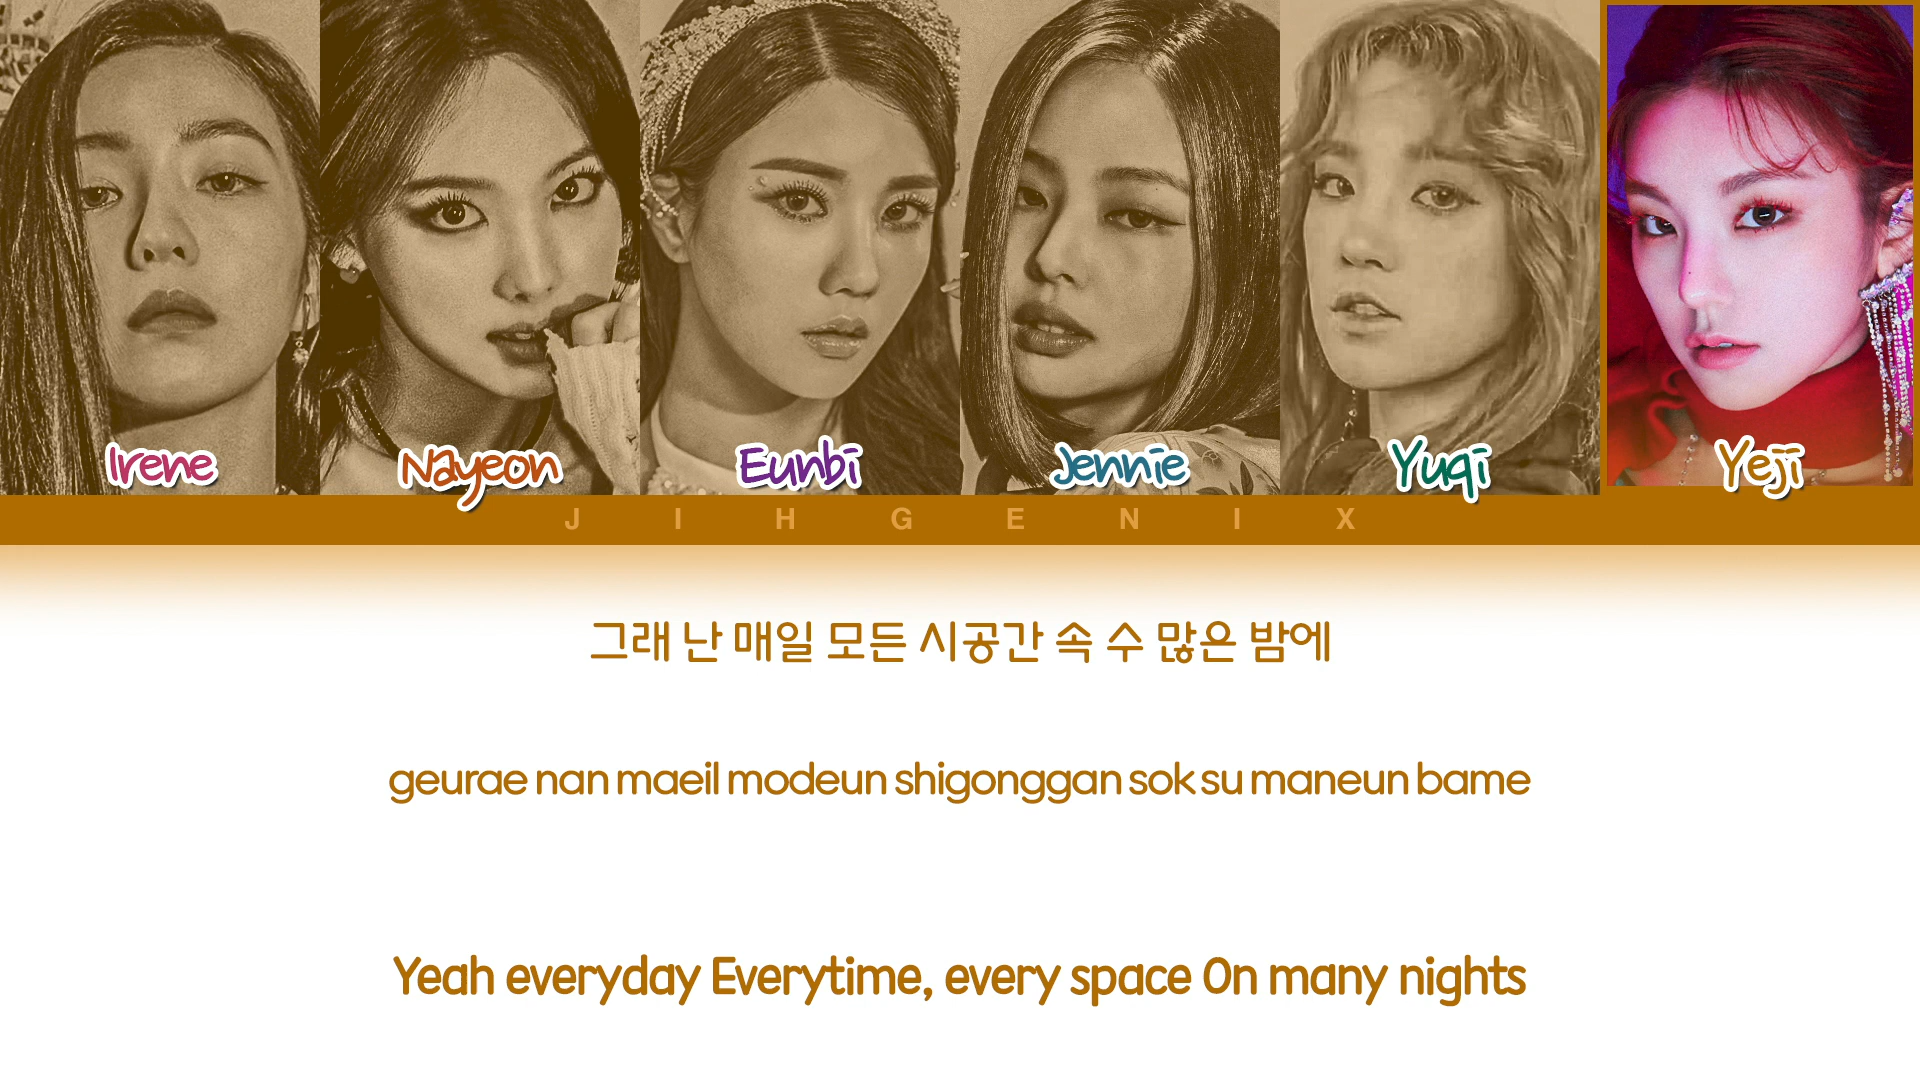 Irene Nayeon Eunbi Jennie Yuqi Yeji
JIHGENIX
그래 난 매일 모든 시공간 속 수 많은 밤에
geurae nan maeil modeun shigonggan sok su maneun bame
Yeah everyday Everytime, every space On many nights